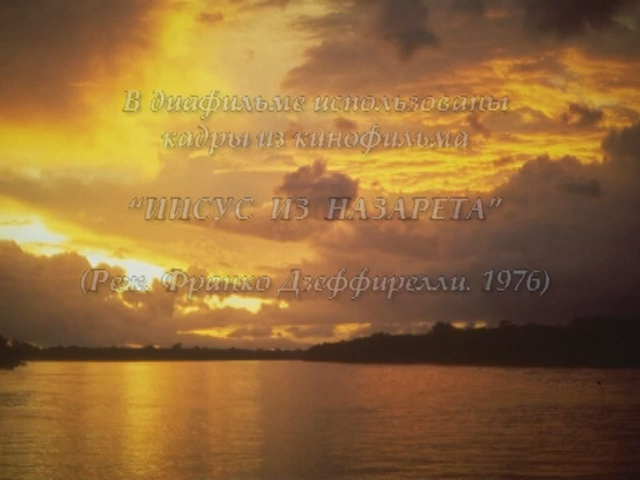 В диафильме использованы
кадры из кинофильма
“ИИСУС ИЗ НАЗАРЕТА”
(Реж. Франко Дзеффирелли. 1976)